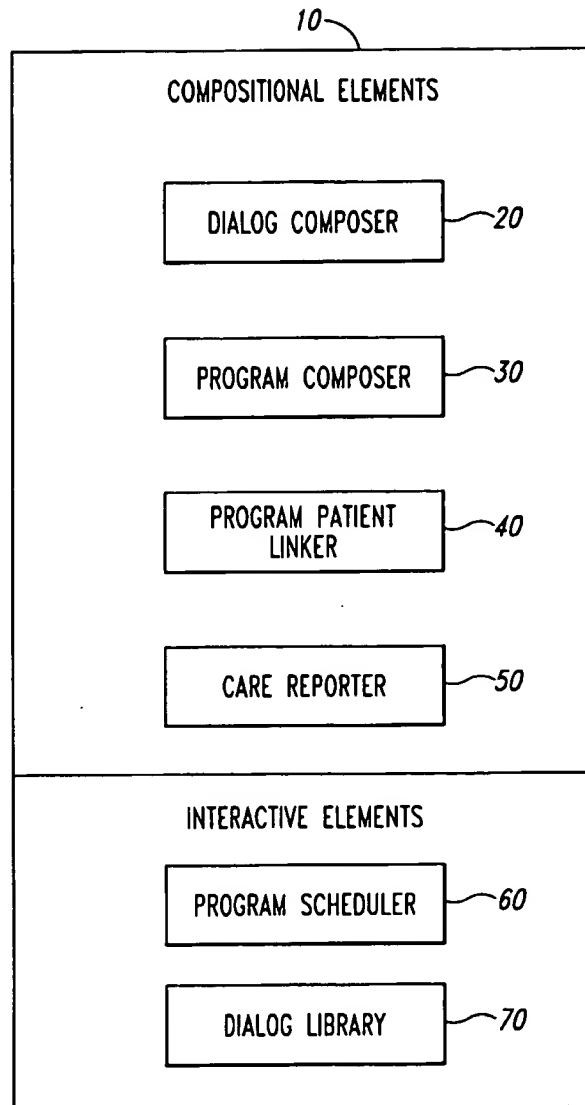 10
COMPOSITIONAL ELEMENTS
DIALOG COMPOSER
20
PROGRAM COMPOSER
30
PROGRAM PATIENT
LINKER
40
CARE REPORTER
50
INTERACTIVE ELEMENTS
PROGRAM SCHEDULER
60
DIALOG LIBRARY
70